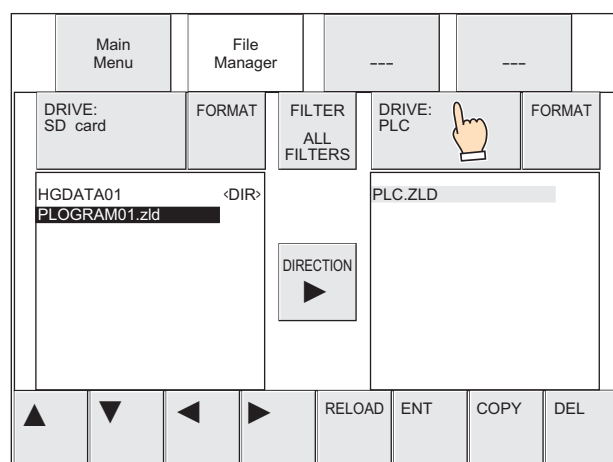 Main
Menu
File
Manager
---
---
DRIVE:
SD card
FORMAT
FILTER
ALL
FILTERS
DRIVE:
PLC
FORMAT
HGDATA01 <DIR>
PLOGRAM01.zld
PLC.ZLD
DIRECTION
RELOAD
ENT
COPY
DEL